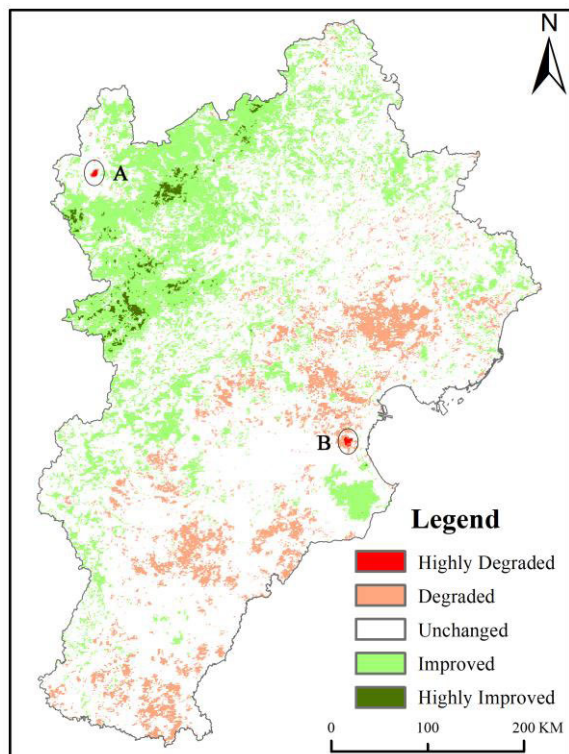 N
A
B
Legend
Highly Degraded
Degraded
Unchanged
Improved
Highly Improved
0 100 200 KM